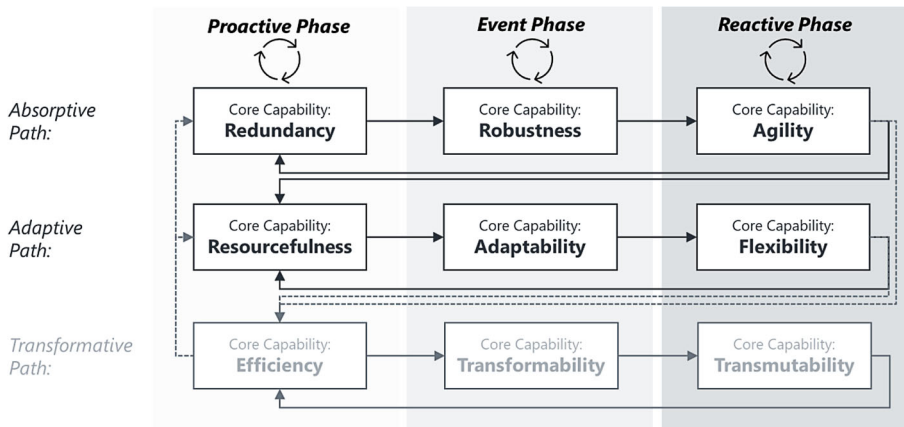 Proactive Phase
Event Phase
Reactive Phase
Absorptive
Path:
Core Capability:
Redundancy
Core Capability:
Robustness
Core Capability:
Agility
Adaptive
Path:
Core Capability:
Resourcefulness
Core Capability:
Adaptability
Core Capability:
Flexibility
Transformative
Path:
Core Capability:
Efficiency
Core Capability:
Transformability
Core Capability:
Transmutability